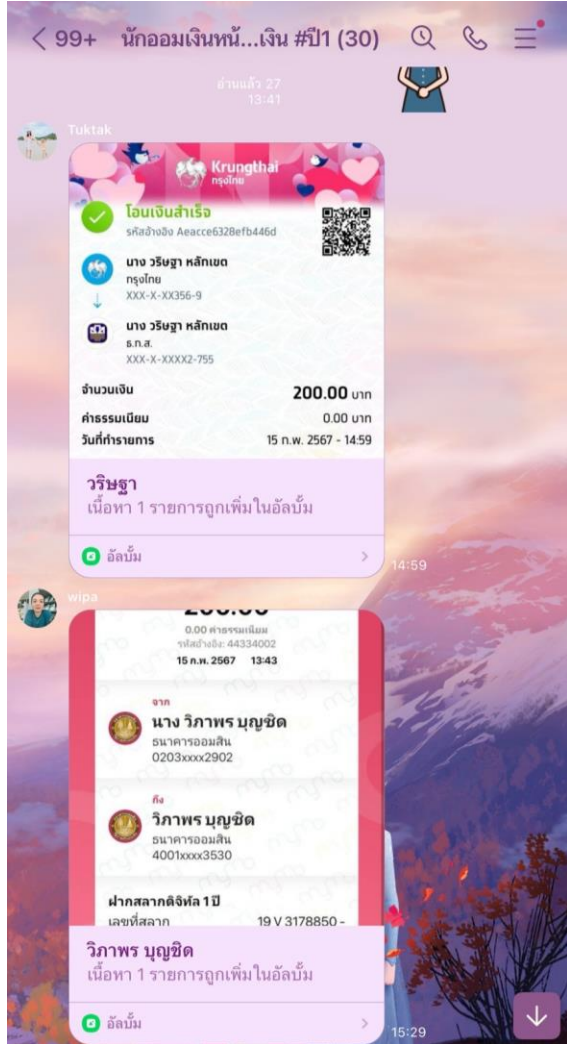 99+ นักออมเงินหน้...เงิน #ปี1 (30)
อ่านแล้ว 27
13:41
Tuktak
Krungthai
กรุงไทย
โอนเงินสำเร็จ
รหัสอ้างอิง Aeacce6328efb446d
นาง วริษฐา หลักเขต
กรุงไทย
XXX-X-XX356-9
นาง วริษฐา หลักเขต
ธ.ก.ส.
XXX-X-XXXX2-755
จำนวนเงิน 200.00 บาท
ค่าธรรมเนียม 0.00 บาท
วันที่ทำรายการ 15 ก.พ. 2567 - 14:59
วริษฐา
เนื้อหา 1 รายการถูกเพิ่มในอัลบั้ม
อัลบั้ม
14:59
wipa
0.00 ค่าธรรมเนียม
รหัสอ้างอิง: 44334002
15 ก.พ. 2567 13:43
จาก
นาง วิภาพร บุญชิด
ธนาคารออมสิน
0203xxxx2902
ถึง
วิภาพร บุญชิด
ธนาคารออมสิน
4001xxxx3530
ฝากสลากดิจิทัล 1 ปี
เลขที่สลาก 19 V 3178850 -
วิภาพร บุญชิด
เนื้อหา 1 รายการถูกเพิ่มในอัลบั้ม
อัลบั้ม
15:29